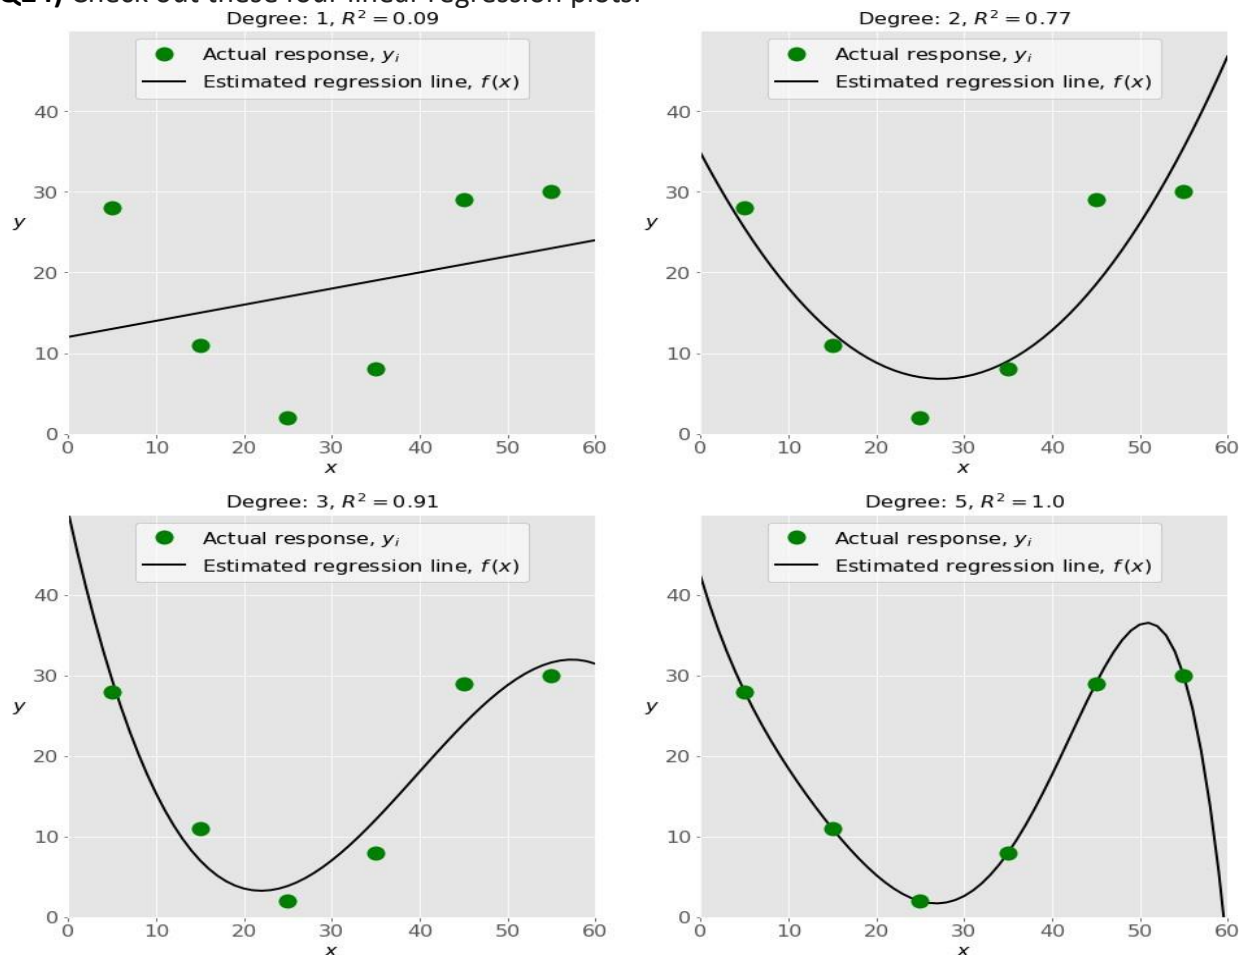 Q14) Check out these four linear regression plots:
Degree: 1, R² = 0.09
Actual response, yᵢ
Estimated regression line, f(x)
y
40
30
20
10
0
0 10 20 30 40 50 60
x
Degree: 2, R² = 0.77
Actual response, yᵢ
Estimated regression line, f(x)
y
40
30
20
10
0
0 10 20 30 40 50 60
x
Degree: 3, R² = 0.91
Actual response, yᵢ
Estimated regression line, f(x)
y
40
30
20
10
0
0 10 20 30 40 50 60
x
Degree: 5, R² = 1.0
Actual response, yᵢ
Estimated regression line, f(x)
y
40
30
20
10
0
0 10 20 30 40 50 60
x